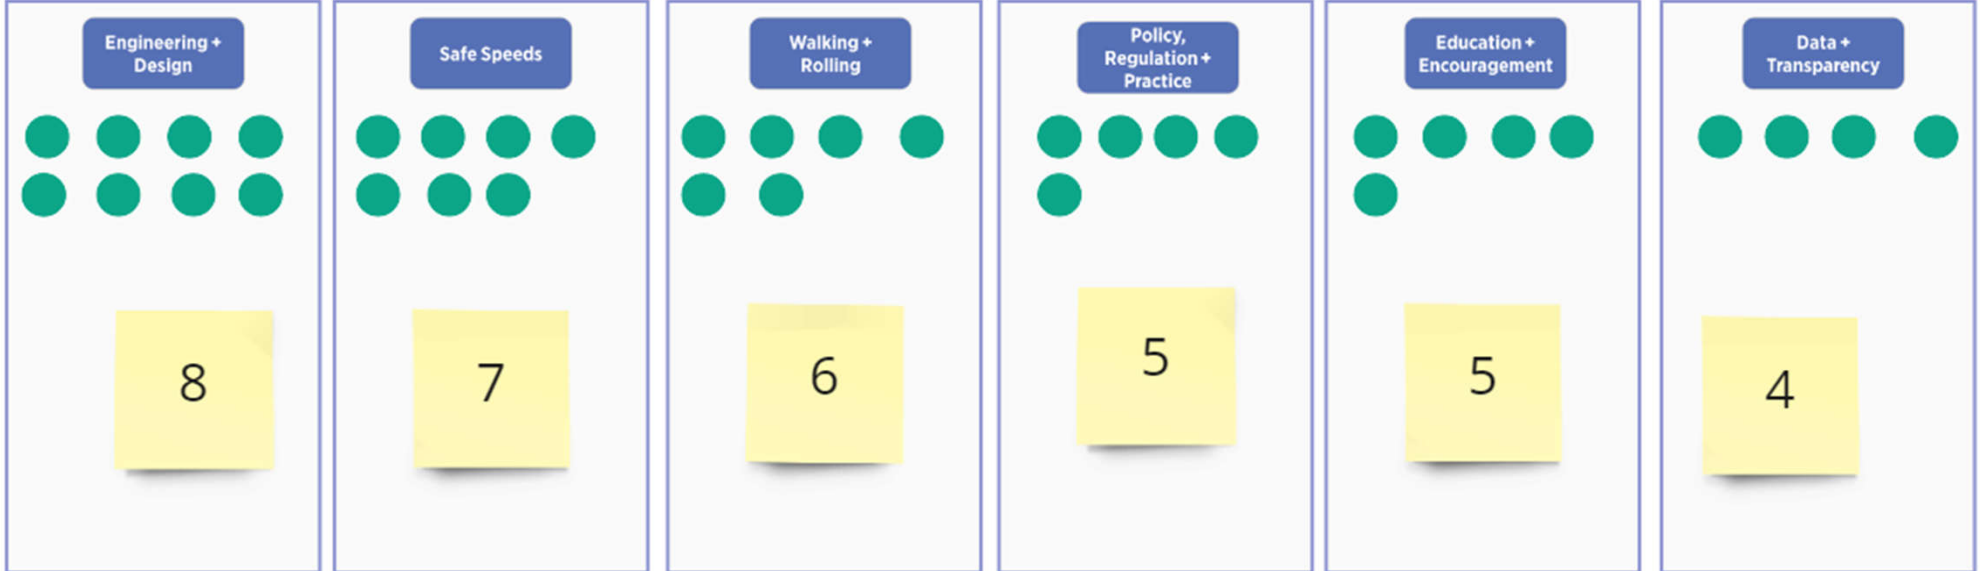 Engineering +
Design
Safe Speeds
Walking +
Rolling
Policy,
Regulation +
Practice
Education +
Encouragement
Data +
Transparency
8
7
6
5
5
4